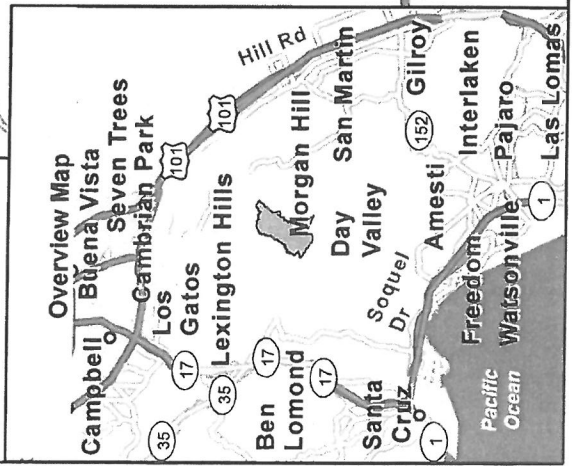 Overview Map
Buena Vista
Seven Trees
Cambrian Park
Campbell
Los
Gatos
Lexington Hills
Hill Rd
101
101
17
35
35
17
17
Ben
Lomond
Morgan Hill
San Martin
Day
Valley
Gilroy
152
Amesti
Interlaken
Pajaro
Las Lomas
Soquel
Dr
Freedom
Watsonville
Santa
Cruz
1
1
Pacific
Ocean